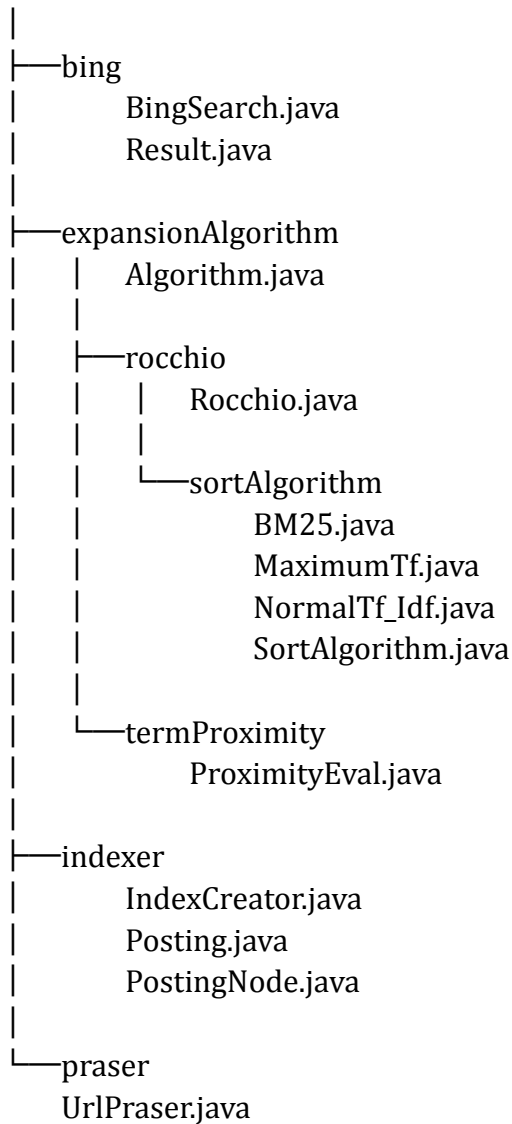 bing
BingSearch.java
Result.java
expansionAlgorithm
Algorithm.java
rocchio
Rocchio.java
sortAlgorithm
BM25.java
MaximumTf.java
NormalTf_Idf.java
SortAlgorithm.java
termProximity
ProximityEval.java
indexer
IndexCreator.java
Posting.java
PostingNode.java
praser
UrlPraser.java